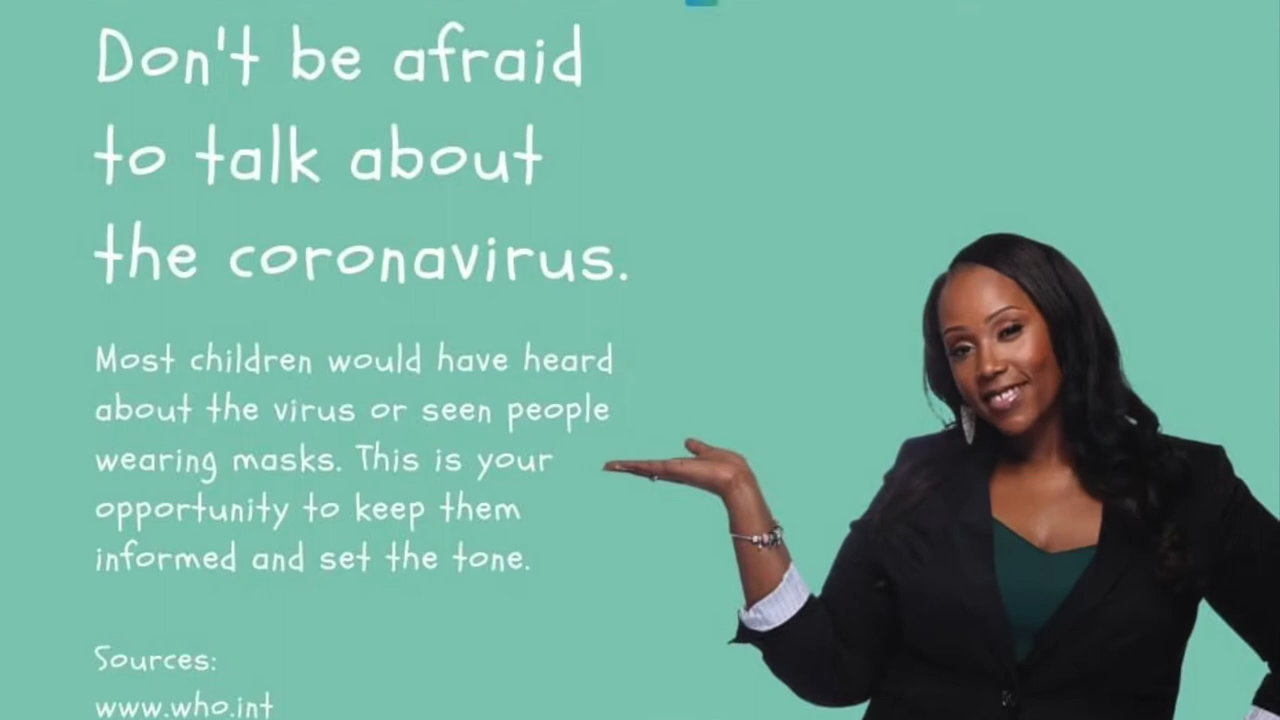 Don't be afraid
to talk about
the coronavirus.
Most children would have heard
about the virus or seen people
wearing masks. This is your
opportunity to keep them
informed and set the tone.
Sources:
www.who.int